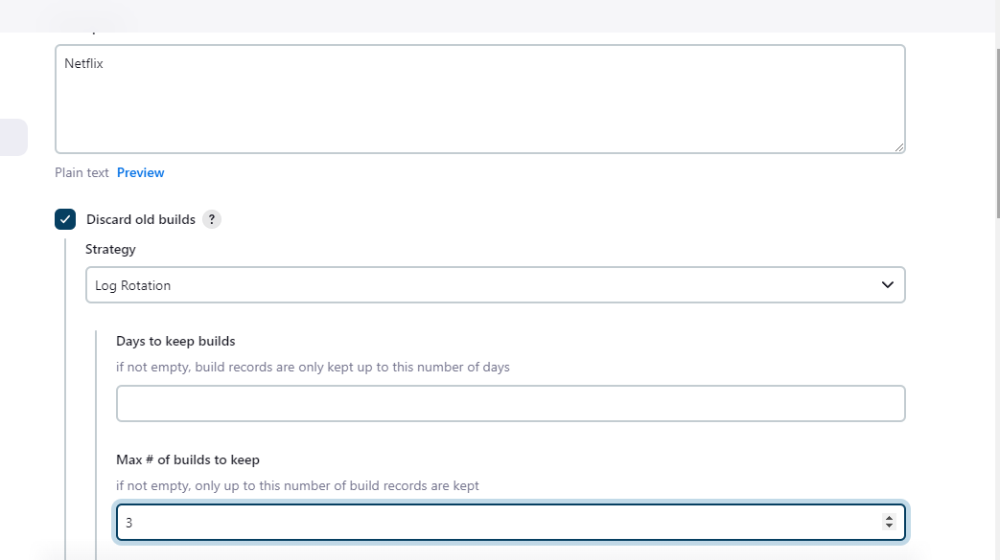 Netflix
Plain text Preview
Discard old builds ?
Strategy
Log Rotation
Days to keep builds
if not empty, build records are only kept up to this number of days
Max # of builds to keep
if not empty, only up to this number of build records are kept
3